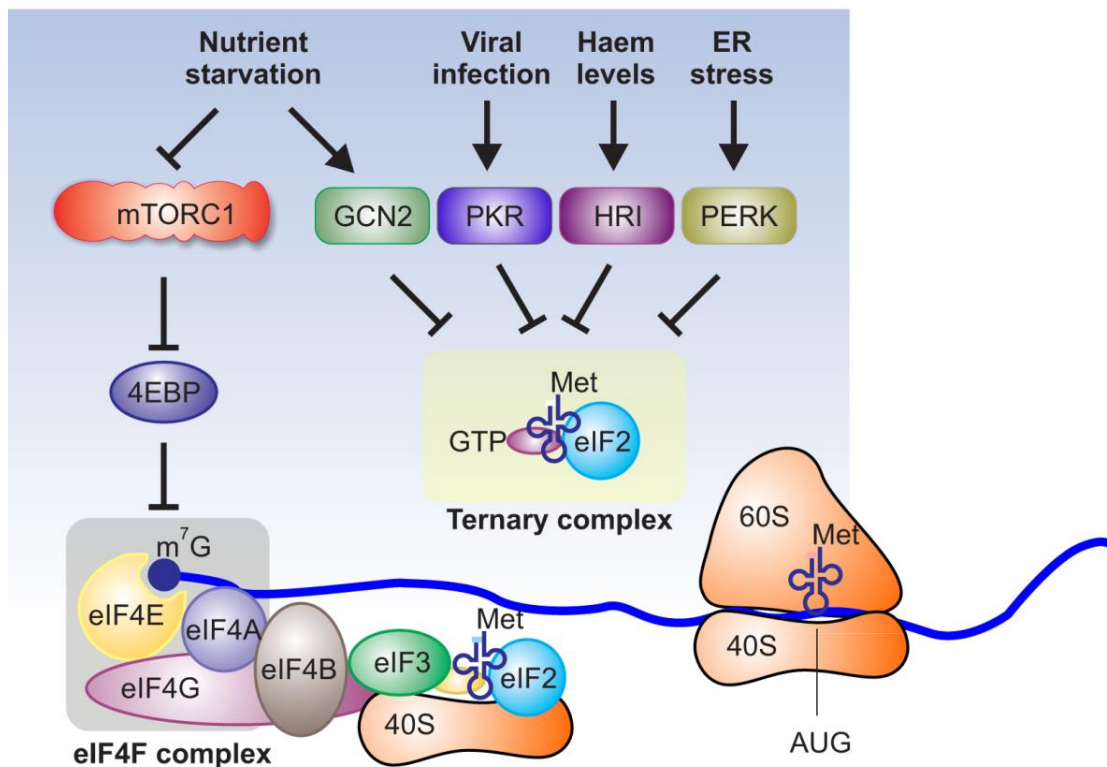 Nutrient
starvation
Viral
infection
Haem
levels
ER
stress
mTORC1
GCN2
PKR
HRI
PERK
4EBP
Met
GTP
eIF2
Ternary complex
60S
Met
m⁷G
eIF4E
eIF4A
Met
eIF4G
eIF4B
eIF3
eIF2
40S
40S
eIF4F complex
AUG